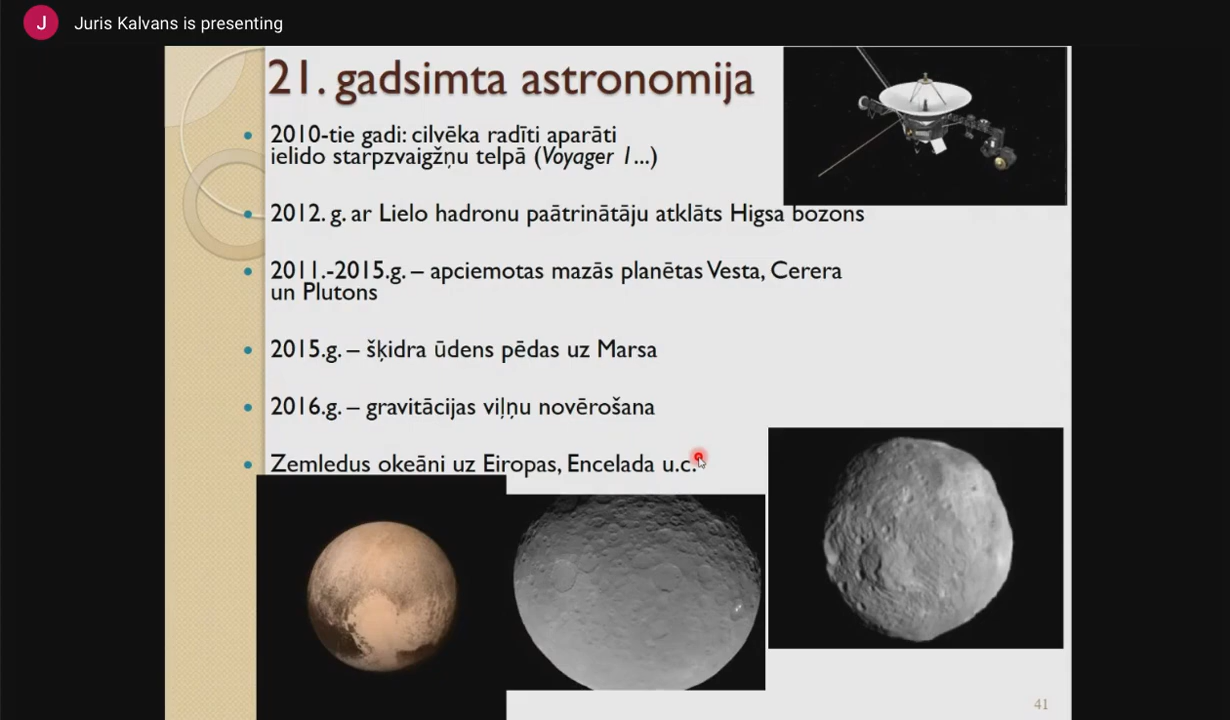 J
Juris Kalvans is presenting
21. gadsimta astronomija
2010-tie gadi: cilvēka radīti aparāti
ielido starpzvaigžņu telpā (Voyager 1...)
2012. g. ar Lielo hadronu paātrinātāju atklāts Higsa bozons
2011.-2015.g. – apciemotas mazās planētas Vesta, Cerera
un Plutons
2015.g. – šķidra ūdens pēdas uz Marsa
2016.g. – gravitācijas viļņu novērošana
Zemledus okeāni uz Eiropas, Encelada u.c.
41